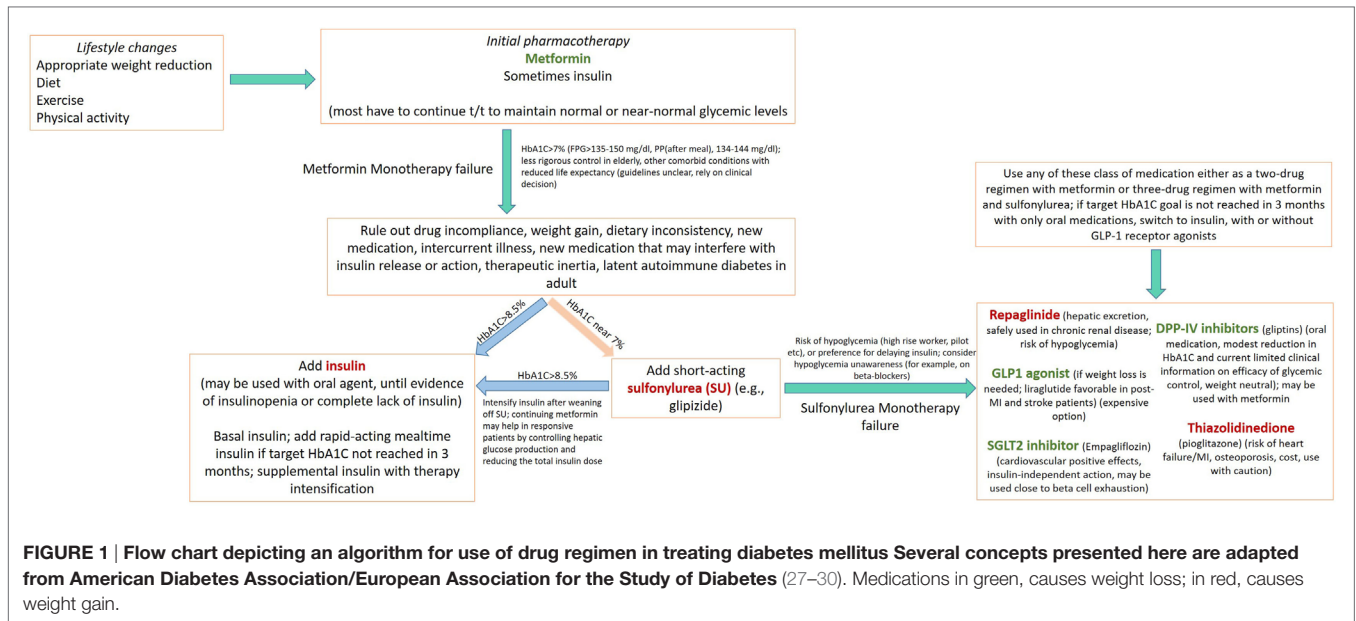 Lifestyle changes
Appropriate weight reduction
Diet
Exercise
Physical activity
Initial pharmacotherapy
Metformin
Sometimes insulin
(most have to continue t/t to maintain normal or near-normal glycemic levels
Metformin Monotherapy failure
HbA1C>7% (FPG>135-150 mg/dl, PP(after meal), 134-144 mg/dl);
less rigorous control in elderly, other comorbid conditions with
reduced life expectancy (guidelines unclear, rely on clinical
decision)
Rule out drug incompliance, weight gain, dietary inconsistency, new
medication, intercurrent illness, new medication that may interfere with
insulin release or action, therapeutic inertia, latent autoimmune diabetes in
adult
HbA1C>8.5%
HbA1C near 7%
Add insulin
(may be used with oral agent, until evidence
of insulinopenia or complete lack of insulin)
Basal insulin; add rapid-acting mealtime
insulin if target HbA1C not reached in 3
months; supplemental insulin with therapy
intensification
HbA1C>8.5%
Intensify insulin after weaning
off SU; continuing metformin
may help in responsive
patients by controlling hepatic
glucose production and
reducing the total insulin dose
Add short-acting
sulfonylurea (SU) (e.g.,
glipizide)
Risk of hypoglycemia (high rise worker, pilot
etc), or preference for delaying insulin; consider
hypoglycemia unawareness (for example, on
beta-blockers)
Sulfonylurea Monotherapy
failure
Use any of these class of medication either as a two-drug
regimen with metformin or three-drug regimen with metformin
and sulfonylurea; if target HbA1C goal is not reached in 3 months
with only oral medications, switch to insulin, with or without
GLP-1 receptor agonists
Repaglinide (hepatic excretion,
safely used in chronic renal disease;
risk of hypoglycemia)
GLP1 agonist (if weight loss is
needed; liraglutide favorable in post-
MI and stroke patients) (expensive
option)
SGLT2 inhibitor (Empagliflozin)
(cardiovascular positive effects,
insulin-independent action, may be
used close to beta cell exhaustion)
DPP-IV inhibitors (gliptins) (oral
medication, modest reduction in
HbA1C and current limited clinical
information on efficacy of glycemic
control, weight neutral); may be
used with metformin
Thiazolidinedione
(pioglitazone) (risk of heart
failure/MI, osteoporosis, cost, use
with caution)
FIGURE 1 | Flow chart depicting an algorithm for use of drug regimen in treating diabetes mellitus Several concepts presented here are adapted
from American Diabetes Association/European Association for the Study of Diabetes (27–30). Medications in green, causes weight loss; in red, causes
weight gain.